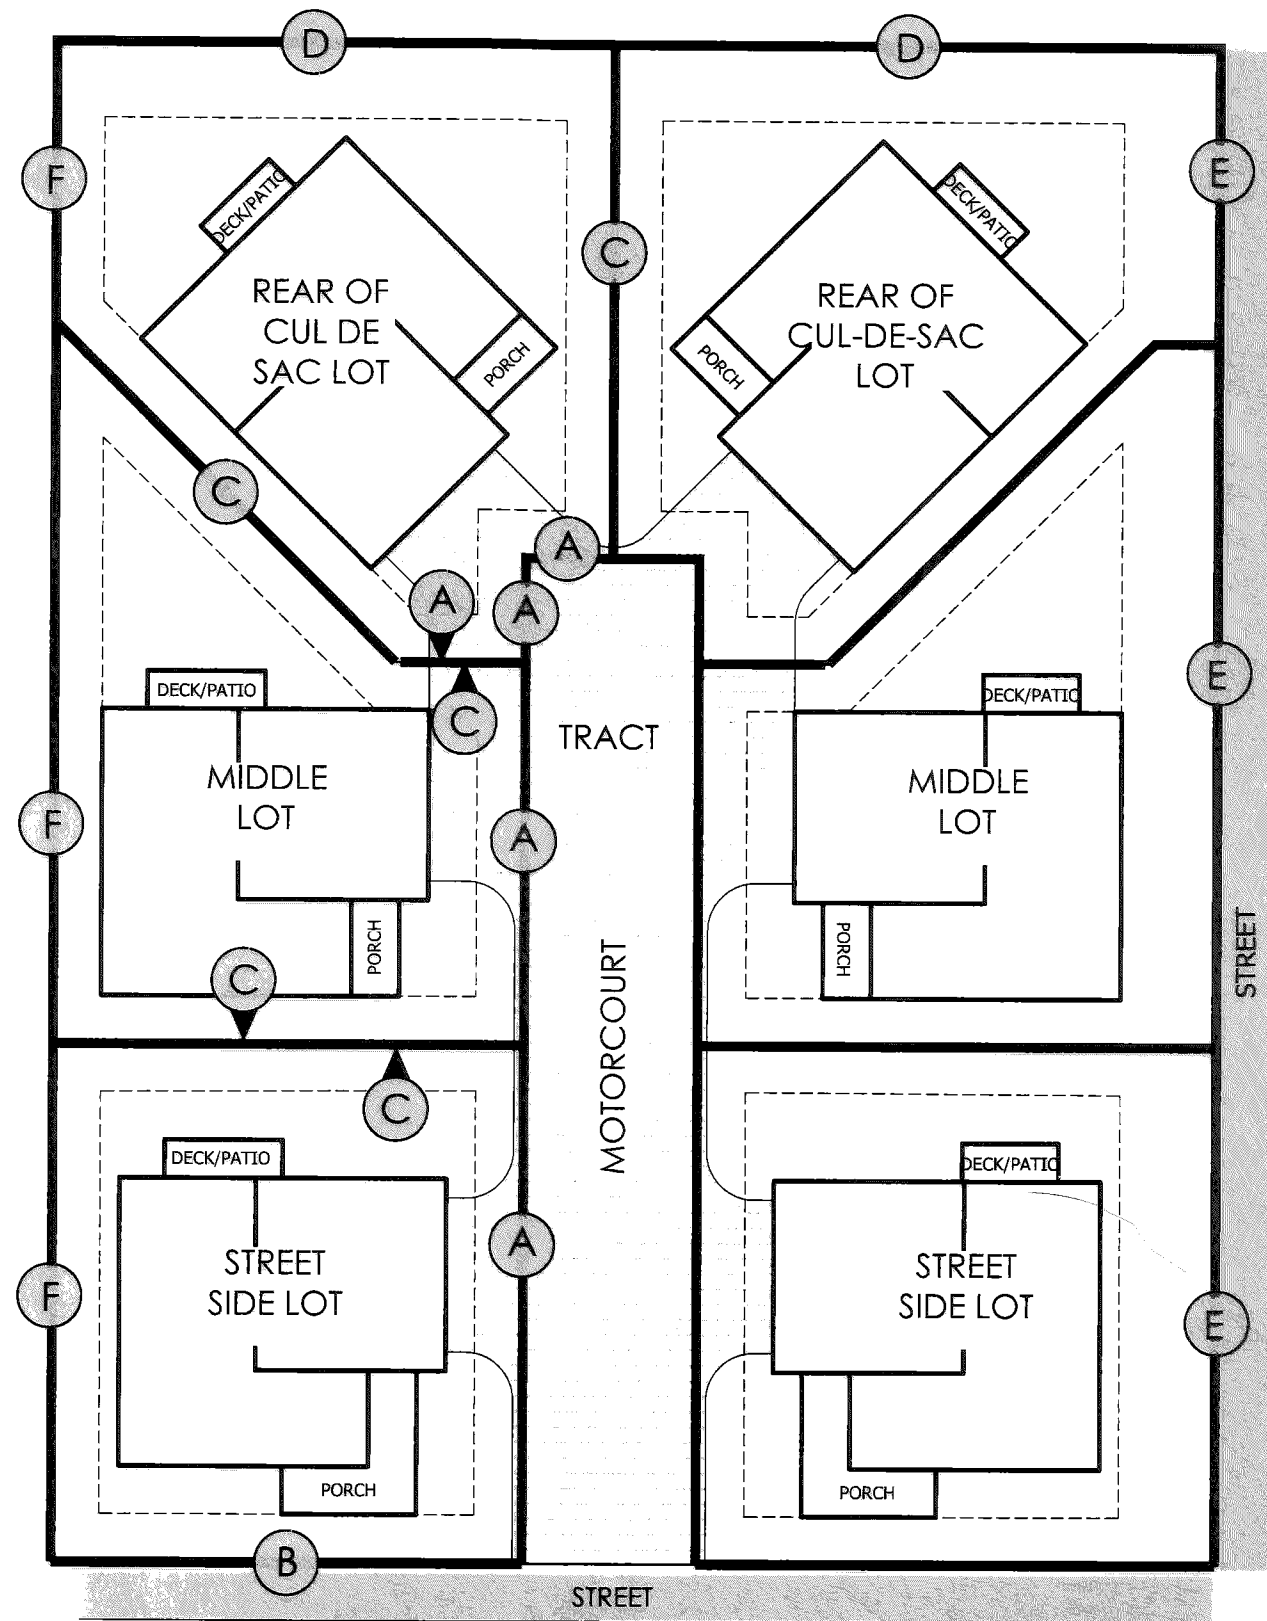 D
D
F
E
DECK/PATIO
DECK/PATIO
C
REAR OF
CUL DE
SAC LOT
REAR OF
CUL-DE-SAC
LOT
PORCH
PORCH
C
A
A
A
C
F
E
DECK/PATIO
DECK/PATIO
TRACT
MIDDLE
LOT
MIDDLE
LOT
A
PORCH
PORCH
MOTORCOURT
STREET
C
C
DECK/PATIO
DECK/PATIO
A
STREET
SIDE LOT
STREET
SIDE LOT
F
E
PORCH
PORCH
B
STREET